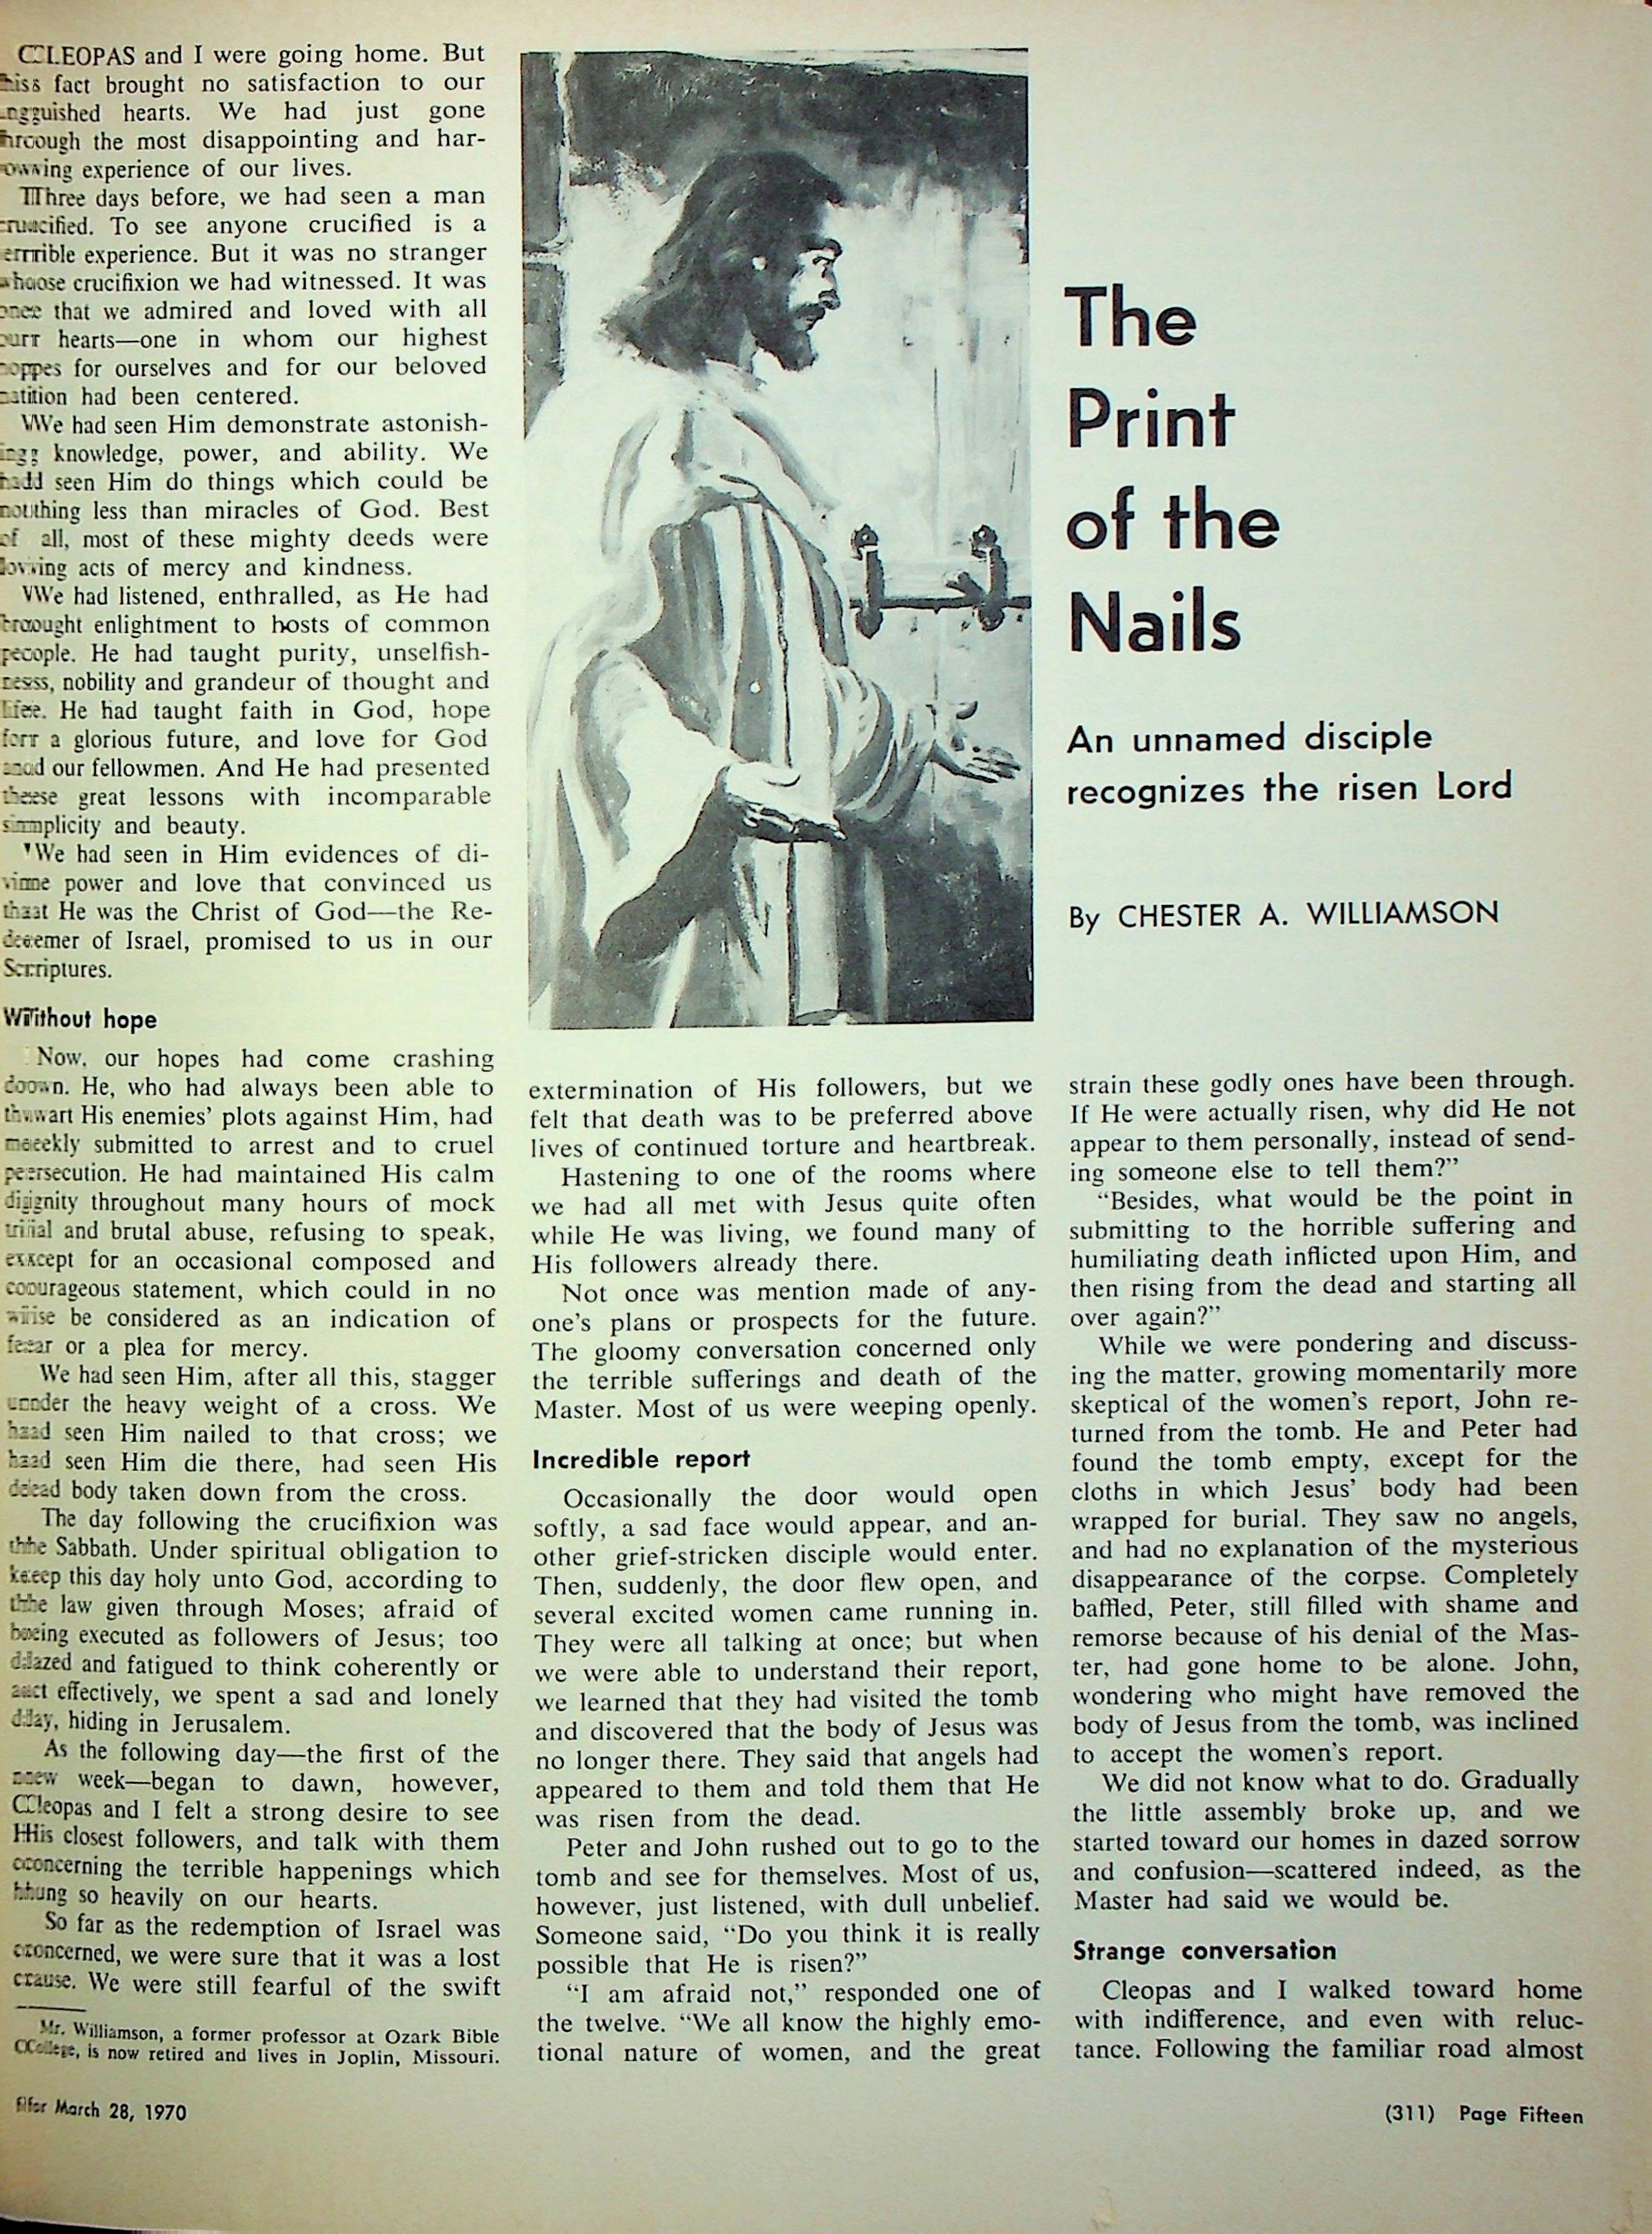 The
Print
of the
Nails
An unnamed disciple
recognizes the risen Lord
By CHESTER A. WILLIAMSON
CLEOPAS and I were going home. But
this fact brought no satisfaction to our
anguished hearts. We had just gone
through the most disappointing and har-
rowing experience of our lives.
Three days before, we had seen a man
crucified. To see anyone crucified is a
terrible experience. But it was no stranger
whose crucifixion we had witnessed. It was
one that we admired and loved with all
our hearts—one in whom our highest
hopes for ourselves and for our beloved
nation had been centered.
We had seen Him demonstrate astonish-
ing knowledge, power, and ability. We
had seen Him do things which could be
nothing less than miracles of God. Best
of all, most of these mighty deeds were
loving acts of mercy and kindness.
We had listened, enthralled, as He had
brought enlightment to hosts of common
people. He had taught purity, unselfish-
ness, nobility and grandeur of thought and
life. He had taught faith in God, hope
for a glorious future, and love for God
and our fellowmen. And He had presented
these great lessons with incomparable
simplicity and beauty.
We had seen in Him evidences of di-
vine power and love that convinced us
that He was the Christ of God—the Re-
deemer of Israel, promised to us in our
Scriptures.
Without hope
Now, our hopes had come crashing
down. He, who had always been able to
thwart His enemies' plots against Him, had
meekly submitted to arrest and to cruel
persecution. He had maintained His calm
dignity throughout many hours of mock
trial and brutal abuse, refusing to speak,
except for an occasional composed and
courageous statement, which could in no
wise be considered as an indication of
fear or a plea for mercy.
We had seen Him, after all this, stagger
under the heavy weight of a cross. We
had seen Him nailed to that cross; we
had seen Him die there, had seen His
dead body taken down from the cross.
The day following the crucifixion was
the Sabbath. Under spiritual obligation to
keep this day holy unto God, according to
the law given through Moses; afraid of
being executed as followers of Jesus; too
dazed and fatigued to think coherently or
act effectively, we spent a sad and lonely
day, hiding in Jerusalem.
As the following day—the first of the
new week—began to dawn, however,
Cleopas and I felt a strong desire to see
His closest followers, and talk with them
concerning the terrible happenings which
hung so heavily on our hearts.
So far as the redemption of Israel was
concerned, we were sure that it was a lost
cause. We were still fearful of the swift
Mr. Williamson, a former professor at Ozark Bible
College, is now retired and lives in Joplin, Missouri.
extermination of His followers, but we
felt that death was to be preferred above
lives of continued torture and heartbreak.
Hastening to one of the rooms where
we had all met with Jesus quite often
while He was living, we found many of
His followers already there.
Not once was mention made of any-
one's plans or prospects for the future.
The gloomy conversation concerned only
the terrible sufferings and death of the
Master. Most of us were weeping openly.
Incredible report
Occasionally the door would open
softly, a sad face would appear, and an-
other grief-stricken disciple would enter.
Then, suddenly, the door flew open, and
several excited women came running in.
They were all talking at once; but when
we were able to understand their report,
we learned that they had visited the tomb
and discovered that the body of Jesus was
no longer there. They said that angels had
appeared to them and told them that He
was risen from the dead.
Peter and John rushed out to go to the
tomb and see for themselves. Most of us,
however, just listened, with dull unbelief.
Someone said, "Do you think it is really
possible that He is risen?"
"I am afraid not," responded one of
the twelve. "We all know the highly emo-
tional nature of women, and the great
strain these godly ones have been through.
If He were actually risen, why did He not
appear to them personally, instead of send-
ing someone else to tell them?"
"Besides, what would be the point in
submitting to the horrible suffering and
humiliating death inflicted upon Him, and
then rising from the dead and starting all
over again?"
While we were pondering and discuss-
ing the matter, growing momentarily more
skeptical of the women's report, John re-
turned from the tomb. He and Peter had
found the tomb empty, except for the
cloths in which Jesus' body had been
wrapped for burial. They saw no angels,
and had no explanation of the mysterious
disappearance of the corpse. Completely
baffled, Peter, still filled with shame and
remorse because of his denial of the Mas-
ter, had gone home to be alone. John,
wondering who might have removed the
body of Jesus from the tomb, was inclined
to accept the women's report.
We did not know what to do. Gradually
the little assembly broke up, and we
started toward our homes in dazed sorrow
and confusion—scattered indeed, as the
Master had said we would be.
Strange conversation
Cleopas and I walked toward home
with indifference, and even with reluc-
tance. Following the familiar road almost
for March 28, 1970
(311) Page Fifteen